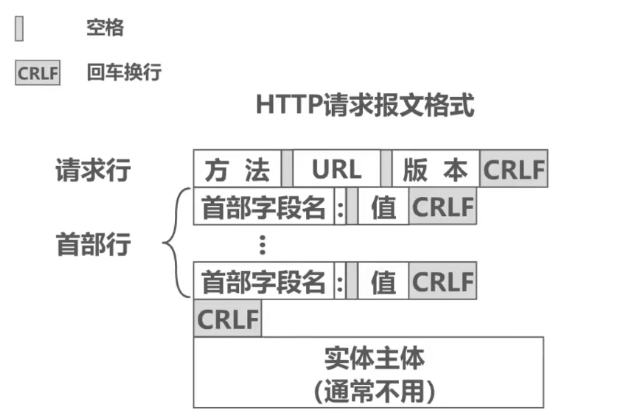 空格
CRLF 回车换行
HTTP请求报文格式
请求行 方 法 URL 版 本 CRLF
首部字段名 : 值 CRLF
首部行 ⋮
首部字段名 : 值 CRLF
CRLF
实体主体
(通常不用)